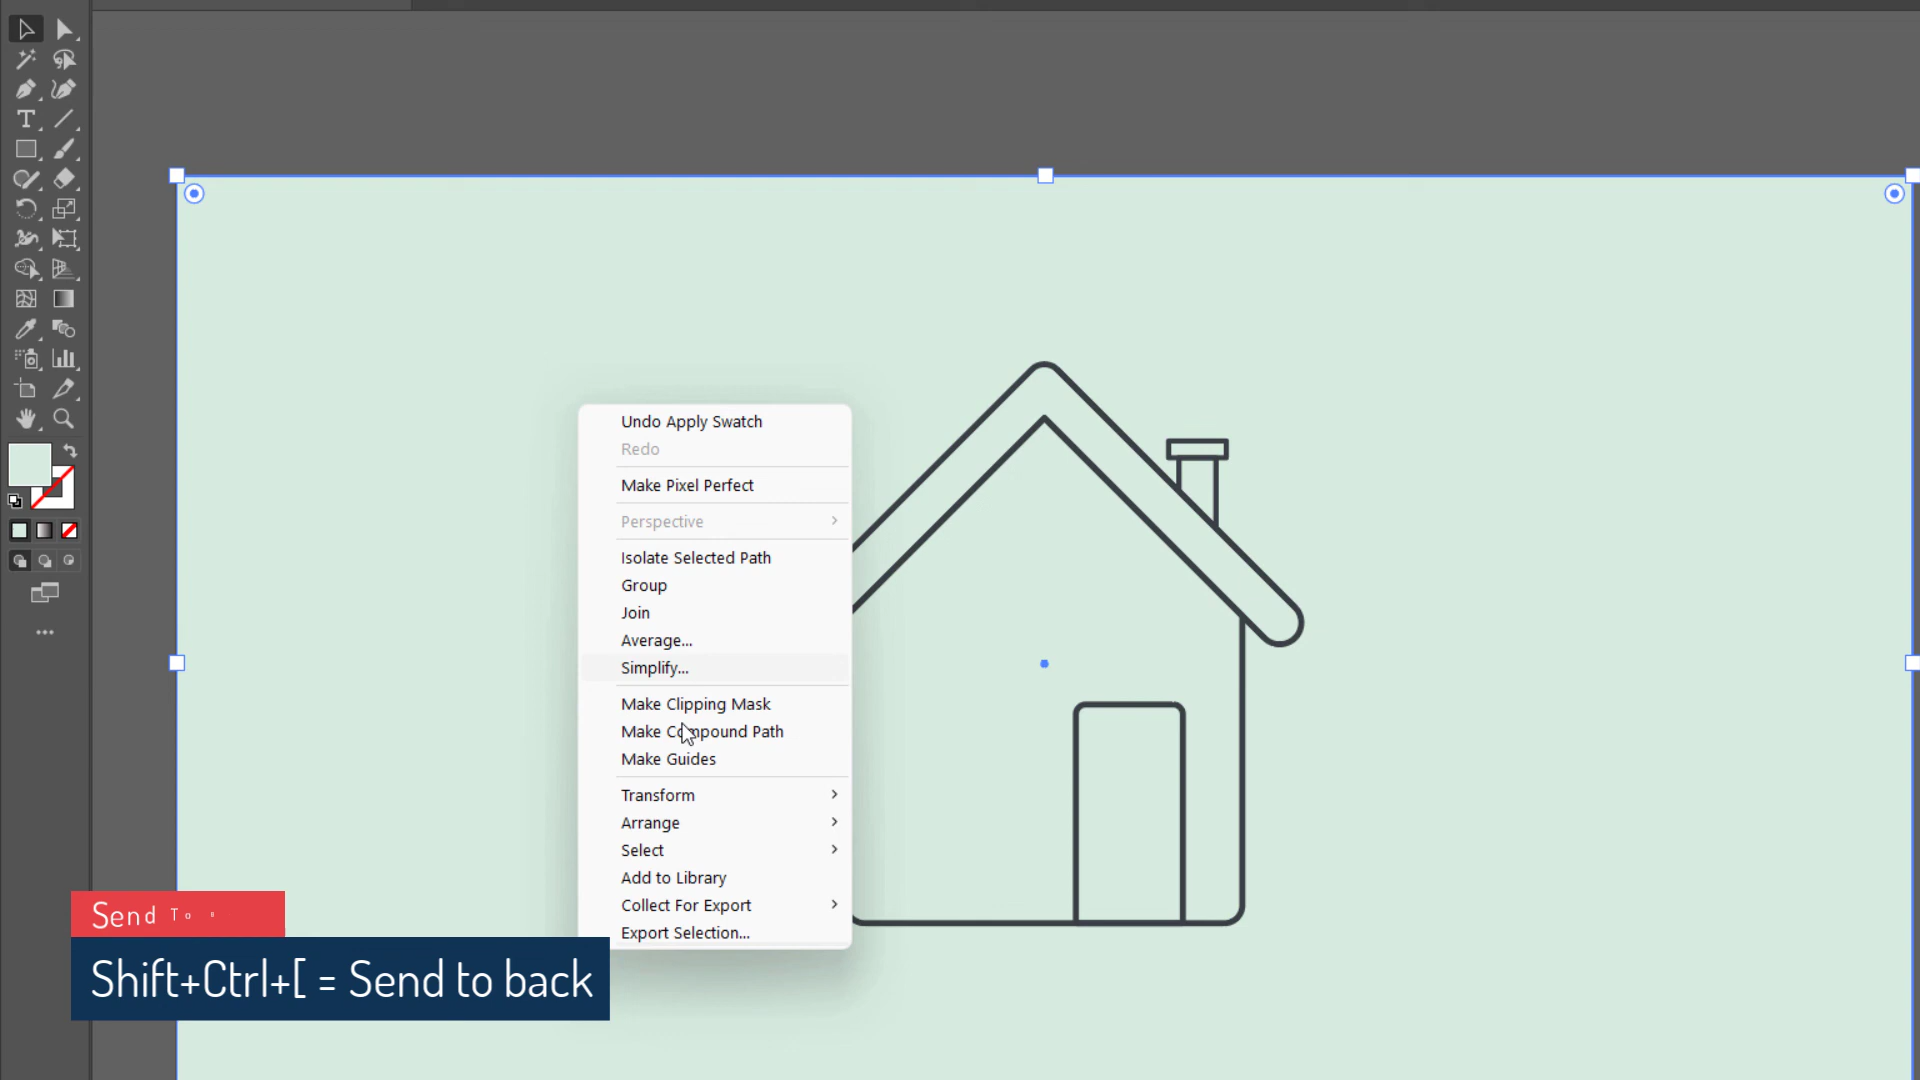 Undo Apply Swatch
Redo
Make Pixel Perfect
Perspective
Isolate Selected Path
Group
Join
Average...
Simplify...
Make Clipping Mask
Make Compound Path
Make Guides
Transform
Arrange
Select
Add to Library
Collect For Export
Export Selection...
Send To
Shift+Ctrl+[ = Send to back